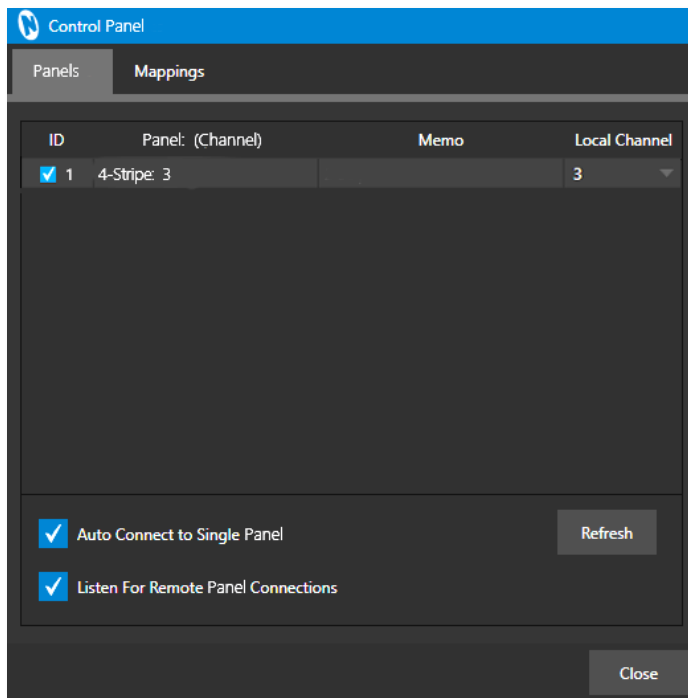 Control Panel
Panels Mappings
ID Panel: (Channel) Memo Local Channel
1 4-Stripe: 3 3
Auto Connect to Single Panel Refresh
Listen For Remote Panel Connections
Close